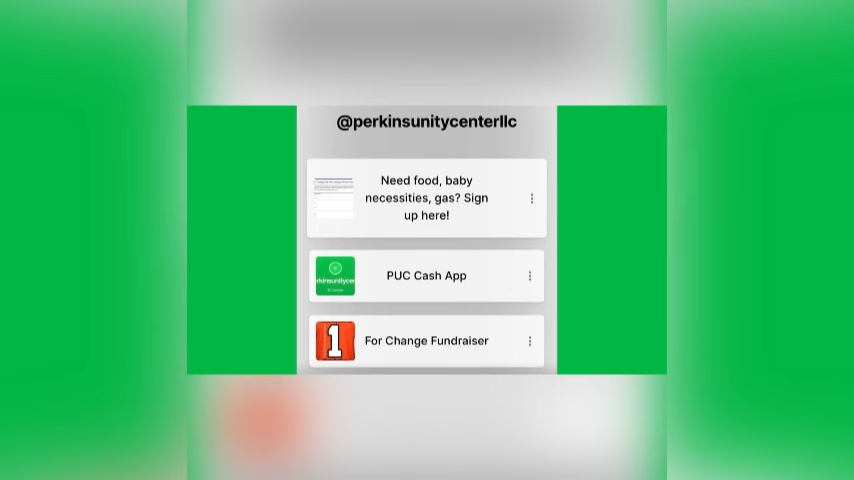 @perkinsunitycenterllc
Need food, baby
necessities, gas? Sign
up here!
PUC Cash App
1
For Change Fundraiser